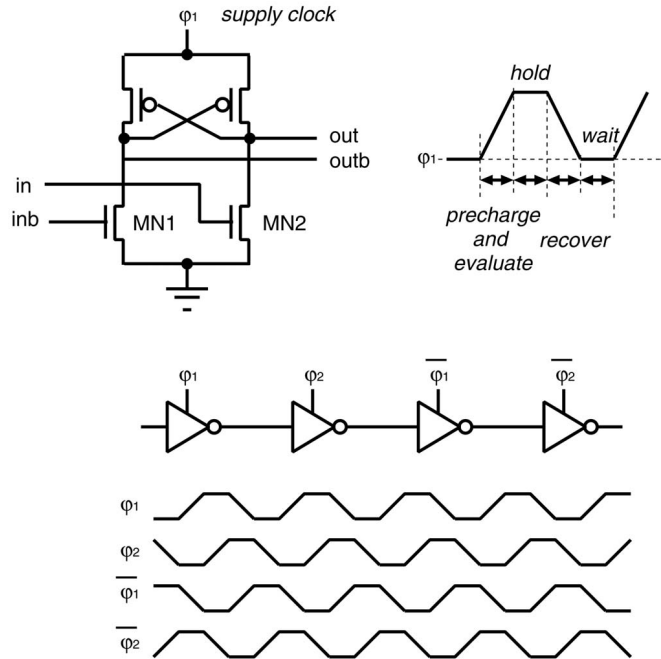 φ1 supply clock
out
outb
in
inb
MN1
MN2
hold
wait
φ1
precharge
and
evaluate
recover
φ1
φ2
φ̅1
φ̅2
φ1
φ2
φ̅1
φ̅2